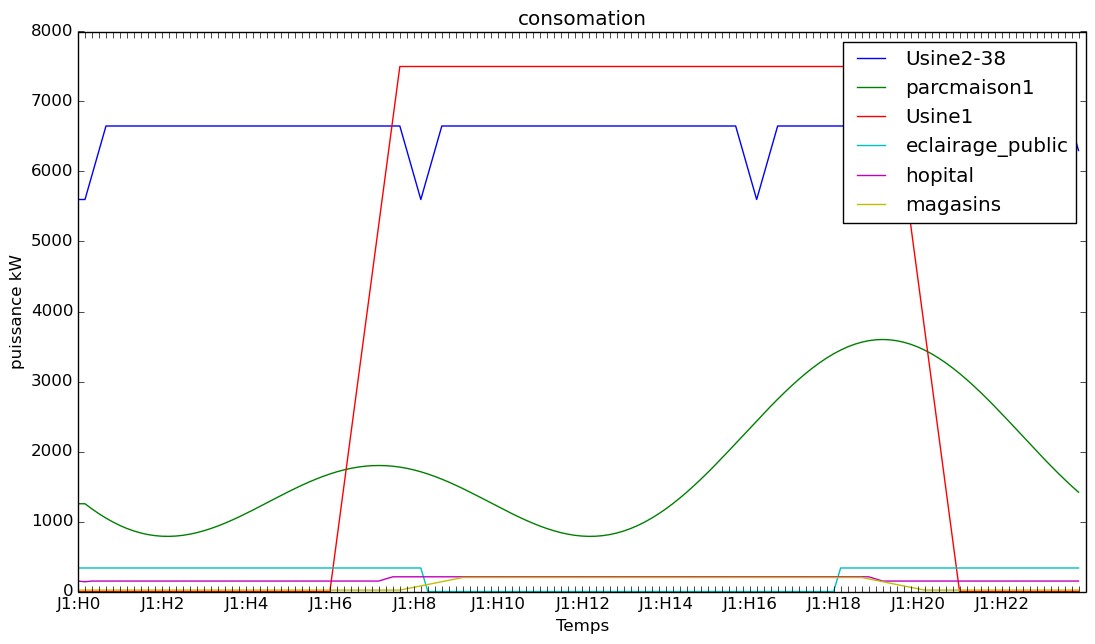 consomation
8000
7000
6000
5000
4000
3000
2000
1000
0
puissance kW
Usine2-38
parcmaison1
Usine1
eclairage_public
hopital
magasins
J1:H0 J1:H2 J1:H4 J1:H6 J1:H8 J1:H10 J1:H12 J1:H14 J1:H16 J1:H18 J1:H20 J1:H22
Temps